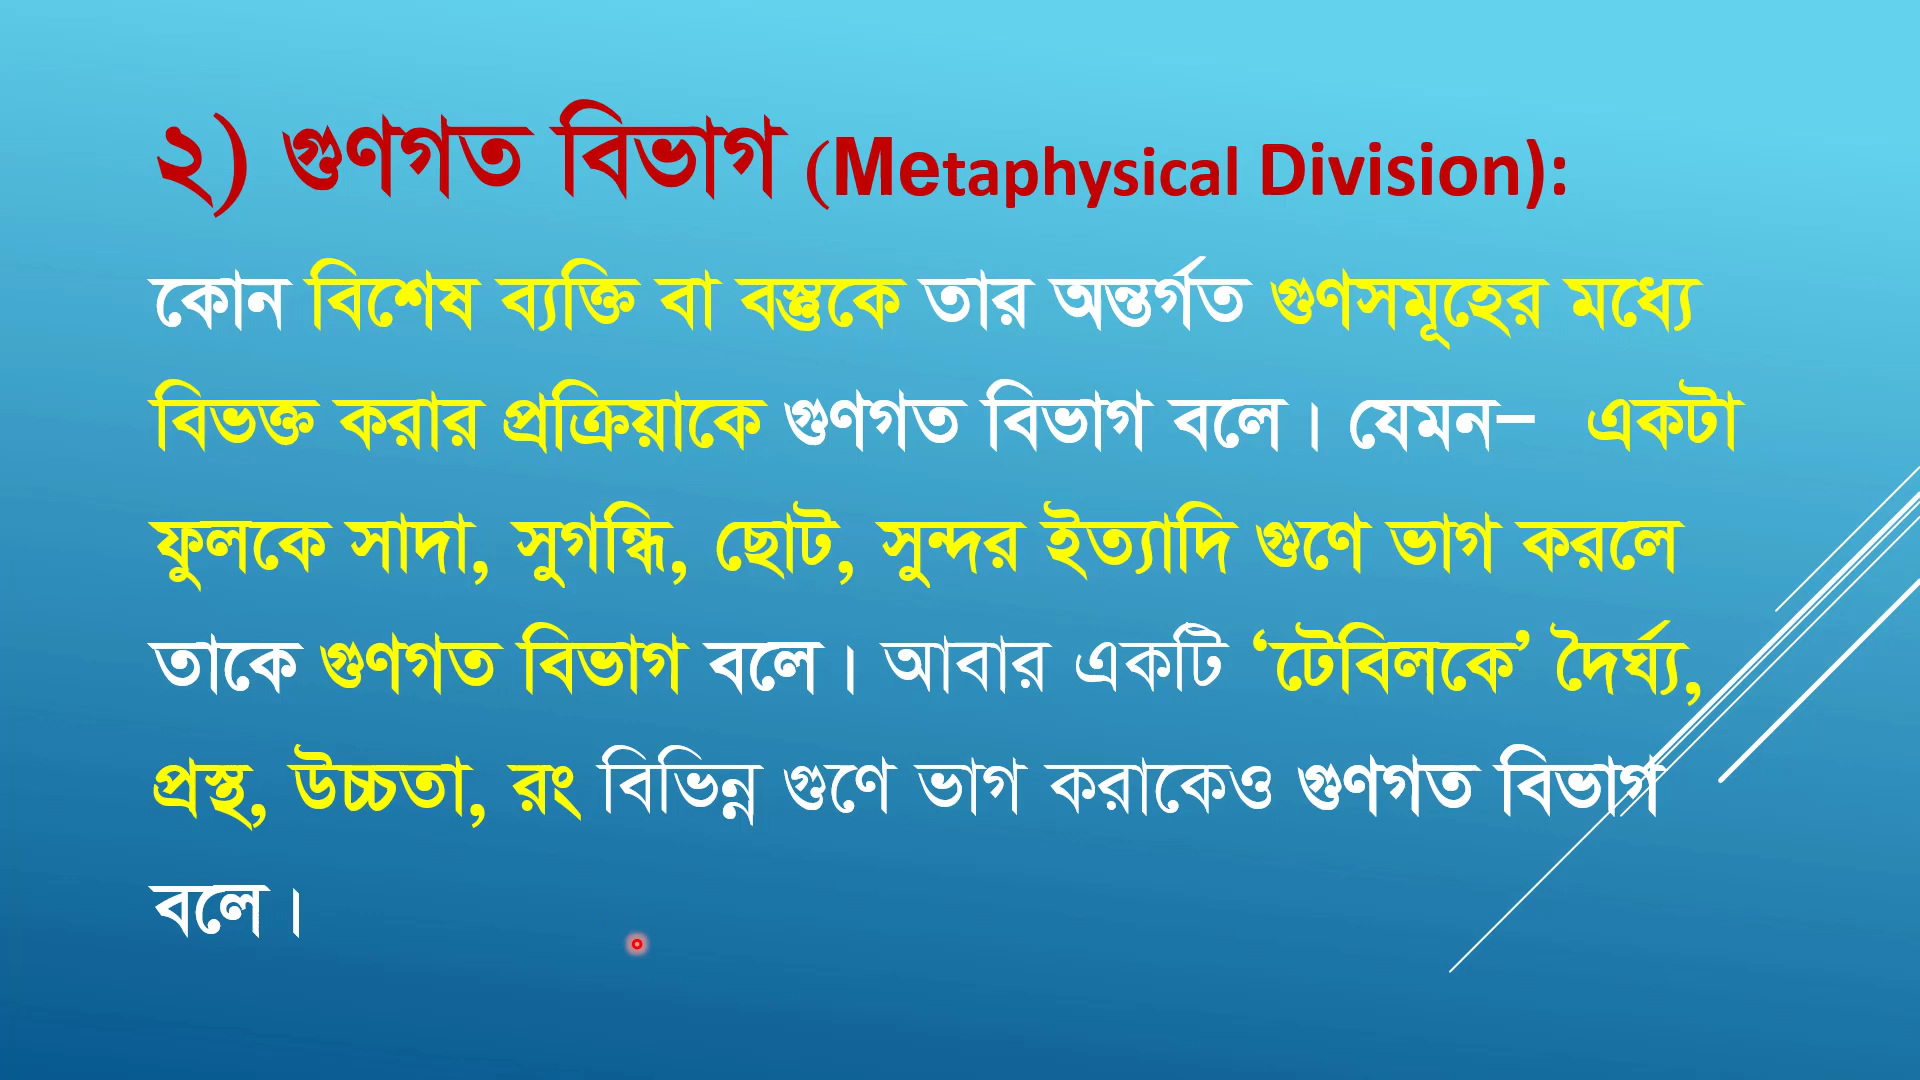 ২) গুণগত বিভাগ (Metaphysical Division):
কোন বিশেষ ব্যক্তি বা বস্তুকে তার অন্তর্গত গুণসমূহের মধ্যে
বিভক্ত করার প্রক্রিয়াকে গুণগত বিভাগ বলে। যেমন– একটা
ফুলকে সাদা, সুগন্ধি, ছোট, সুন্দর ইত্যাদি গুণে ভাগ করলে
তাকে গুণগত বিভাগ বলে। আবার একটি ‘টেবিলকে’ দৈর্ঘ্য,
প্রস্থ, উচ্চতা, রং বিভিন্ন গুণে ভাগ করাকেও গুণগত বিভাগ
বলে।